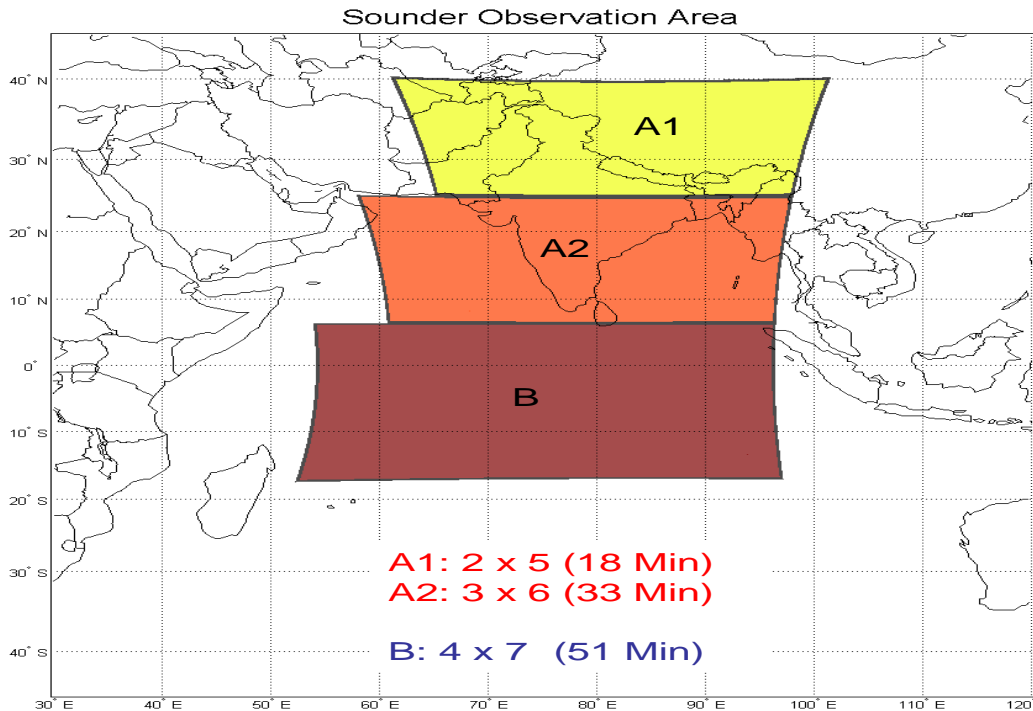 Sounder Observation Area
40° N
30° N
20° N
10° N
0°
10° S
20° S
30° S
40° S
A1
A2
B
A1: 2 x 5 (18 Min)
A2: 3 x 6 (33 Min)
B: 4 x 7 (51 Min)
30° E
40° E
50° E
60° E
70° E
80° E
90° E
100° E
110° E
120